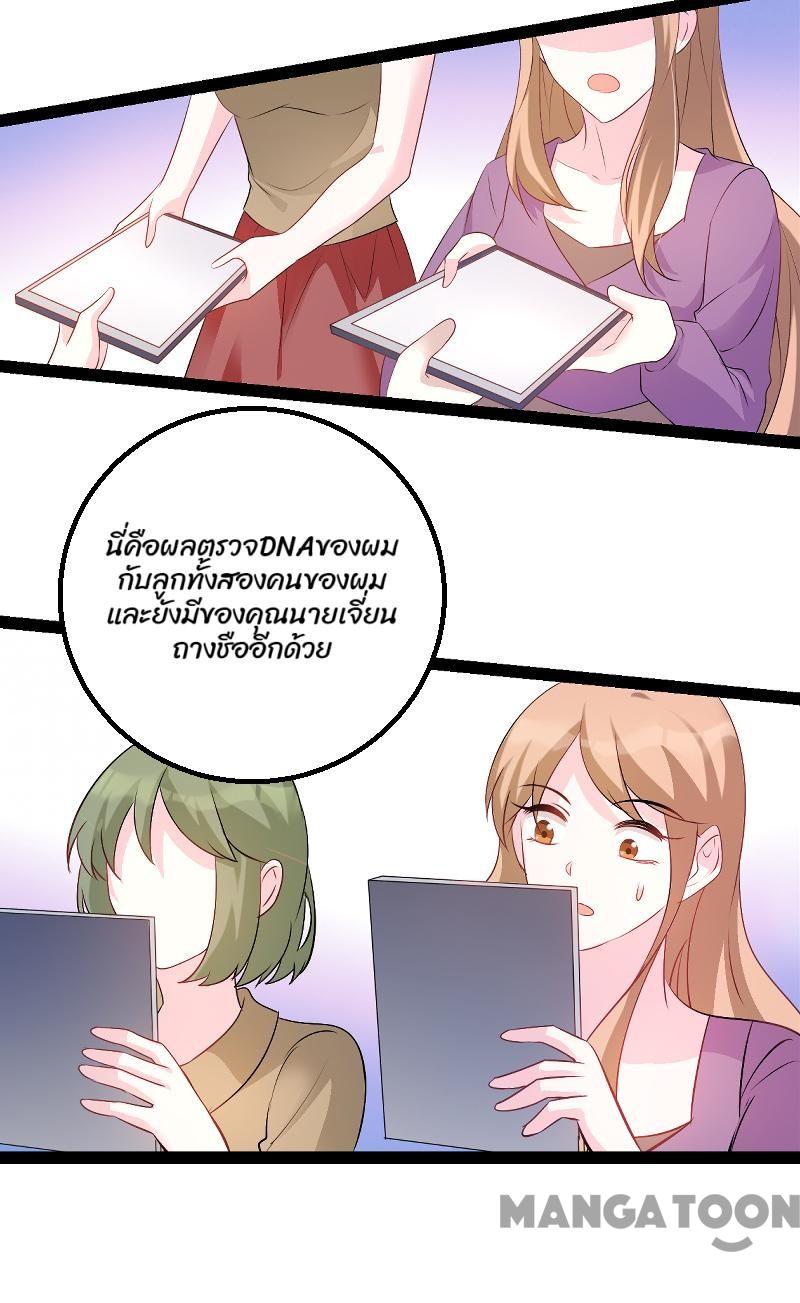 นี่คือผลตรวจDNAของผม
กับลูกทั้งสองคนของผม
และยังมีของคุณนายเจี่ยน
ถางชืออีกด้วย
MANGATOON